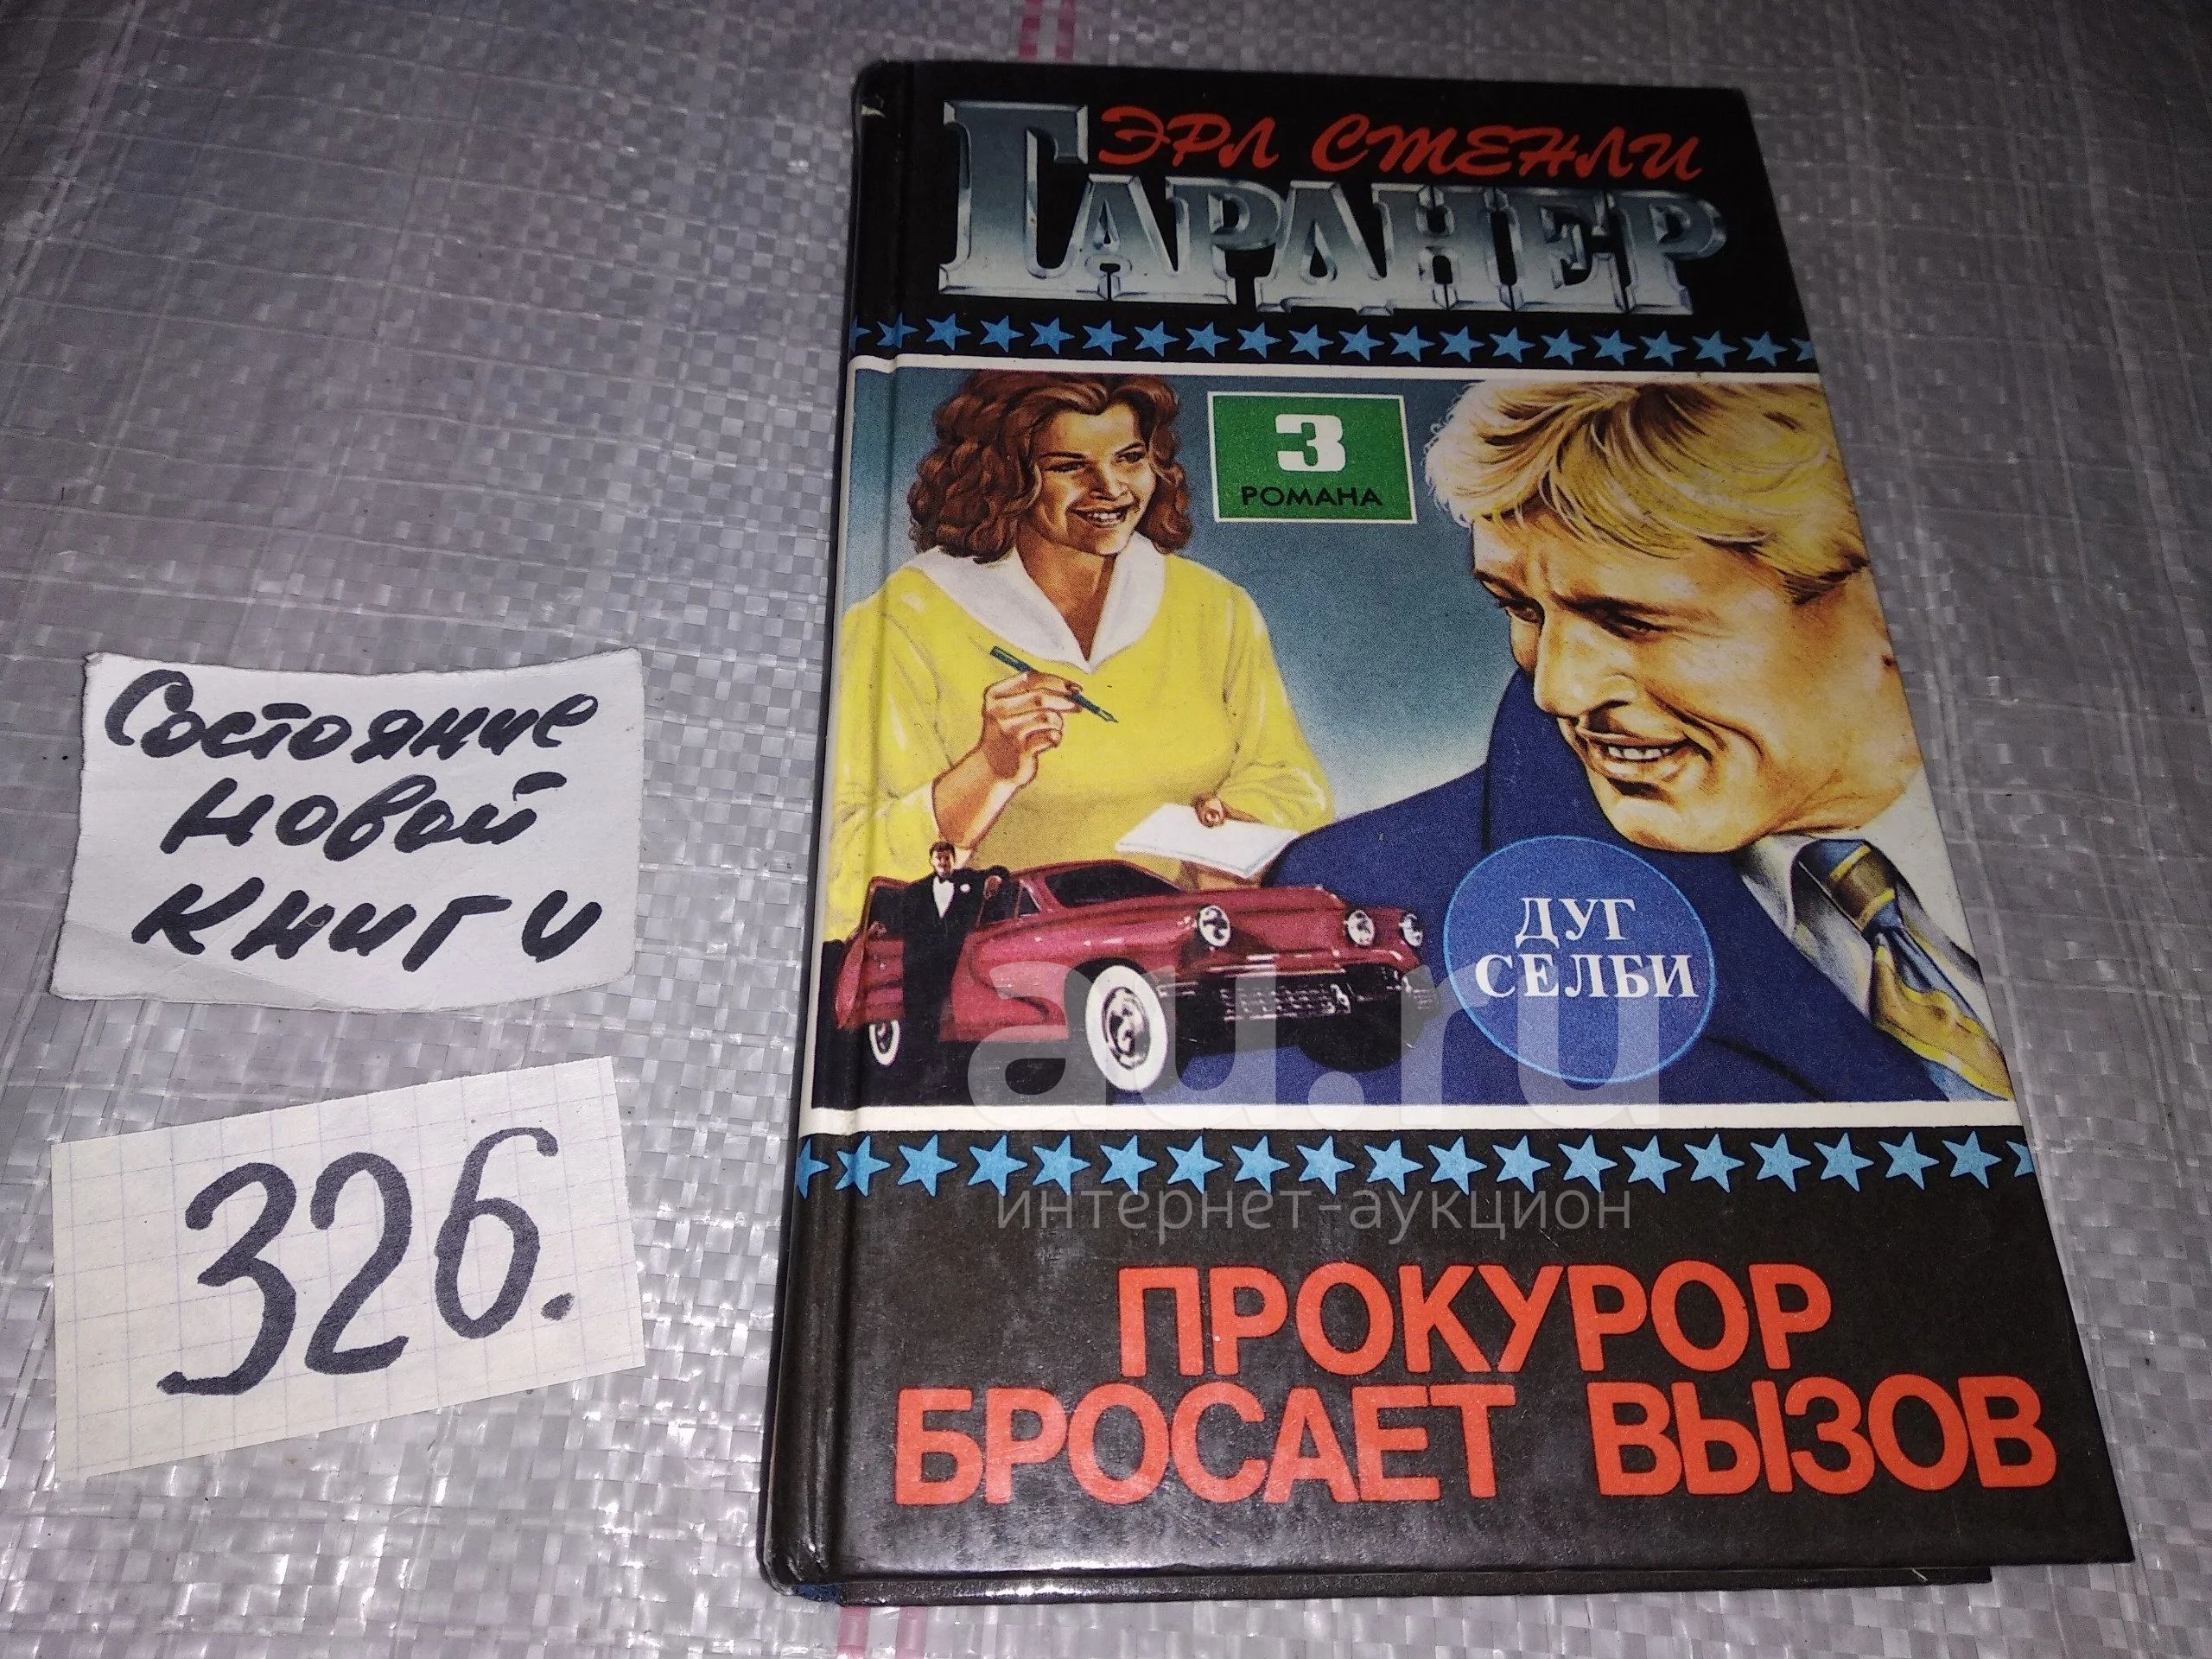 ЭРЛ СТЕНЛИ
ГАРДНЕР
3
РОМАНА
ДУГ
СЕЛБИ
ПРОКУРОР
БРОСАЕТ ВЫЗОВ
Состояние
новой
книги
326.
au.ru
интернет-аукцион